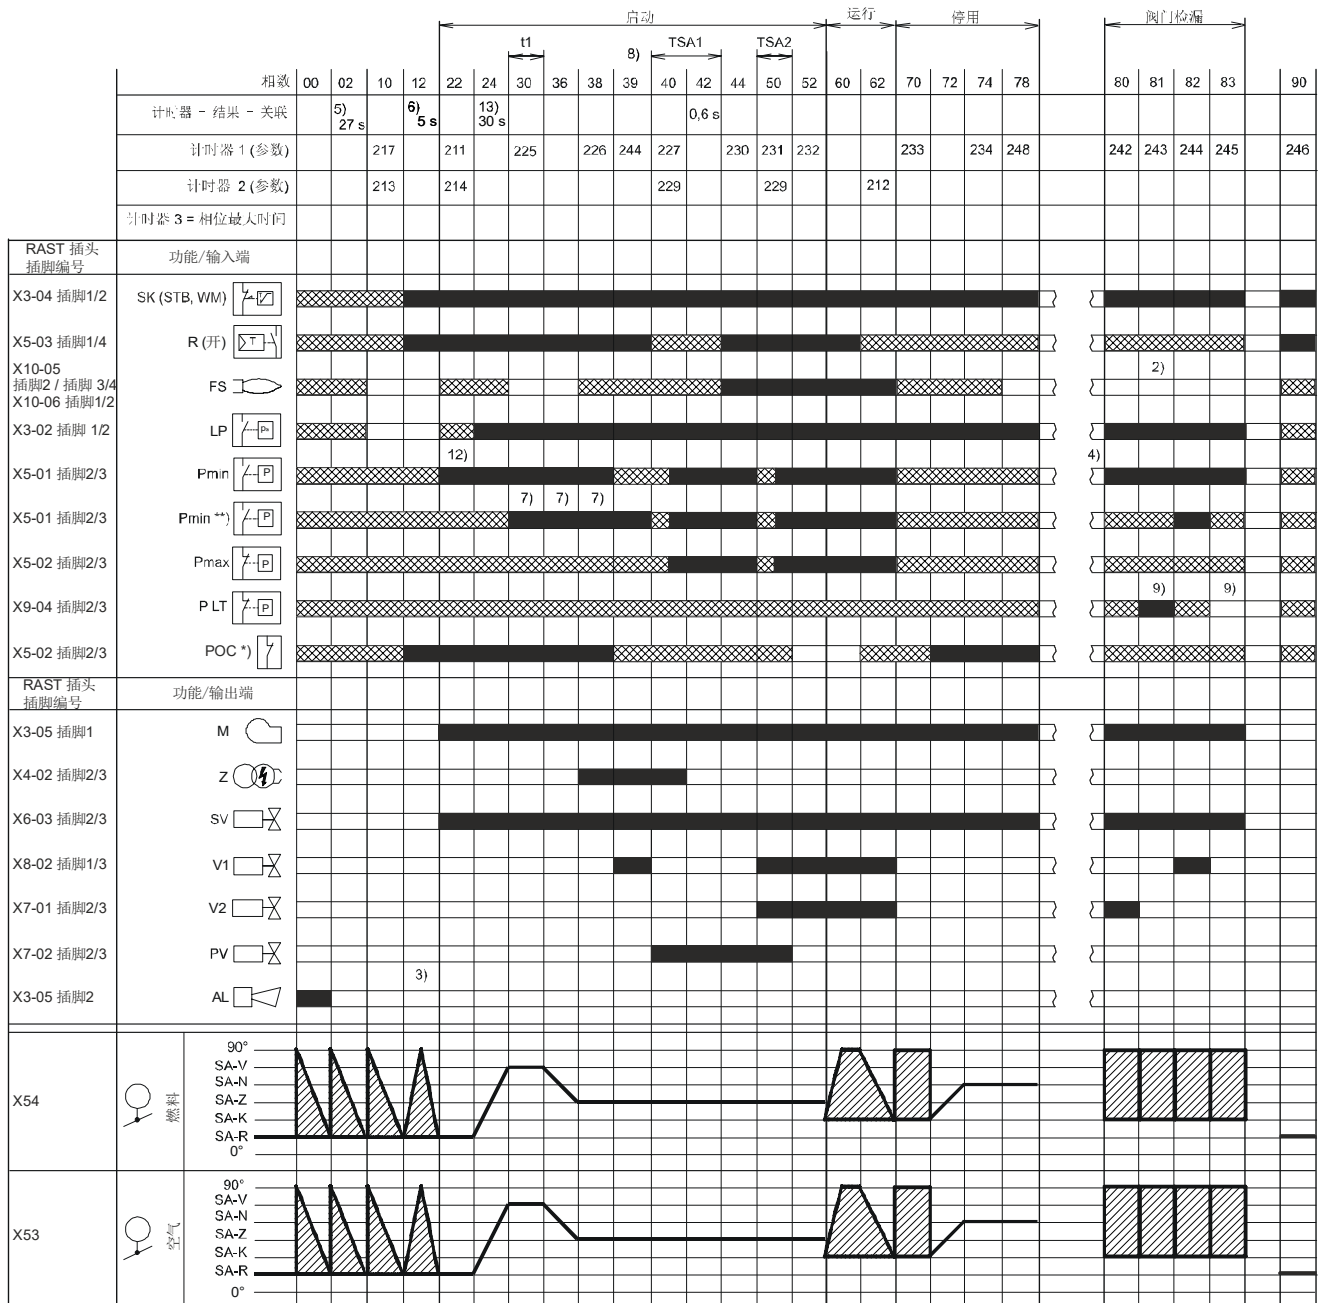 启动 运行 停用 阀门检漏
t1 8) TSA1 TSA2
相数 00 02 10 12 22 24 30 36 38 39 40 42 44 50 52 60 62 70 72 74 78 80 81 82 83 90
计时器 - 结果 - 关联 5) 27 s 6) 5 s 13) 30 s 0,6 s
计时器 1 (参数) 217 211 225 226 244 227 230 231 232 233 234 248 242 243 244 245 246
计时器 2 (参数) 213 214 229 229 212
计时器 3 = 相位最大时间
RAST 插头
插脚编号
功能/输入端
X3-04 插脚1/2 SK (STB, WM)
X5-03 插脚1/4 R (开) T
X10-05
插脚2 / 插脚 3/4
X10-06 插脚1/2
FS 2)
X3-02 插脚 1/2 LP
12) 4)
X5-01 插脚2/3 Pmin P
7) 7) 7)
X5-01 插脚2/3 Pmin **) P
X5-02 插脚2/3 Pmax P
9) 9)
X9-04 插脚2/3 P LT P
X5-02 插脚2/3 POC *)
RAST 插头
插脚编号
功能/输出端
X3-05 插脚1 M
X4-02 插脚2/3 Z
X6-03 插脚2/3 SV
X8-02 插脚1/3 V1
X7-01 插脚2/3 V2
X7-02 插脚2/3 PV
3)
X3-05 插脚2 AL
X54
燃料
90°
SA-V
SA-N
SA-Z
SA-K
SA-R
0°
X53
空气
90°
SA-V
SA-N
SA-Z
SA-K
SA-R
0°